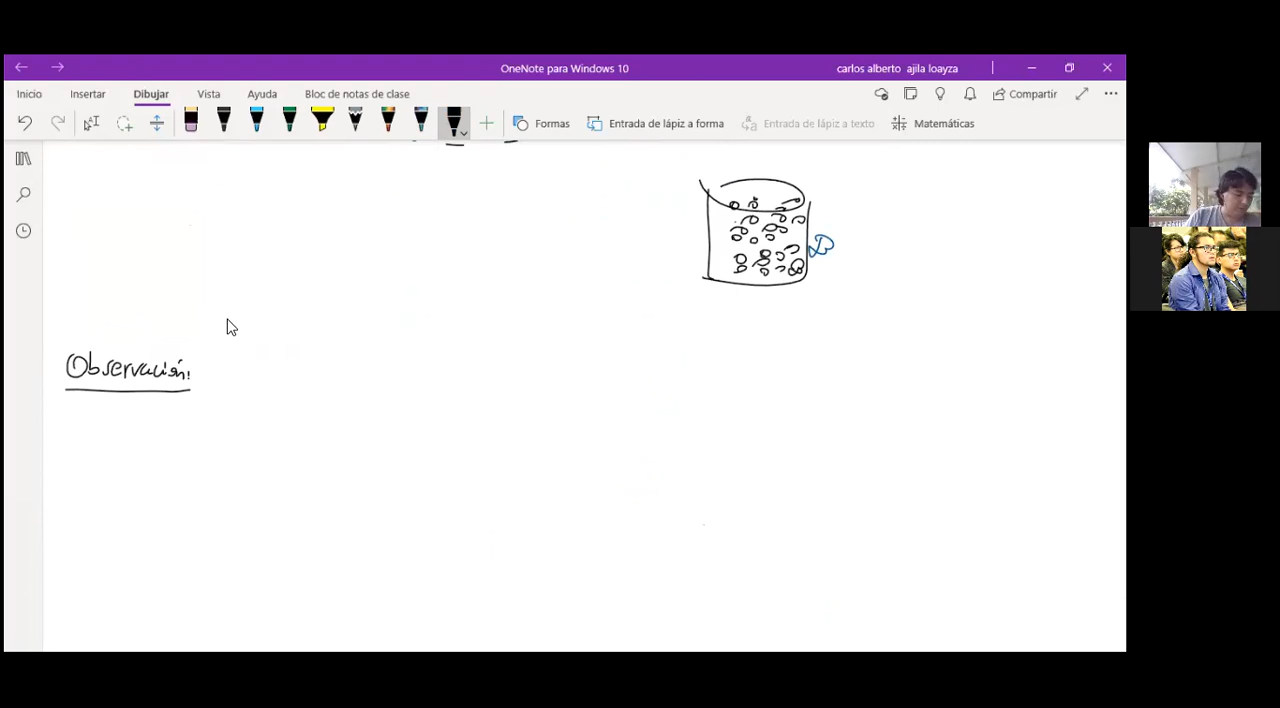 OneNote para Windows 10
carlos alberto ajila loayza
Inicio Insertar Dibujar Vista Ayuda Bloc de notas de clase
Compartir
Formas Entrada de lápiz a forma Entrada de lápiz a texto Matemáticas
Observación: